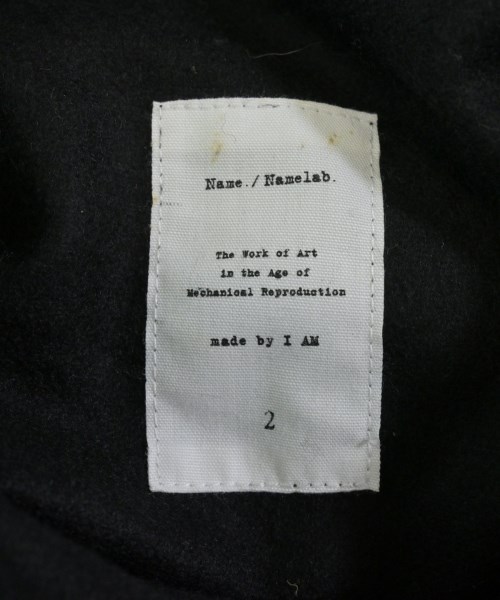 Name./Namelab.
The Work of Art
in the Age of
Mechanical Reproduction
made by I AM
2